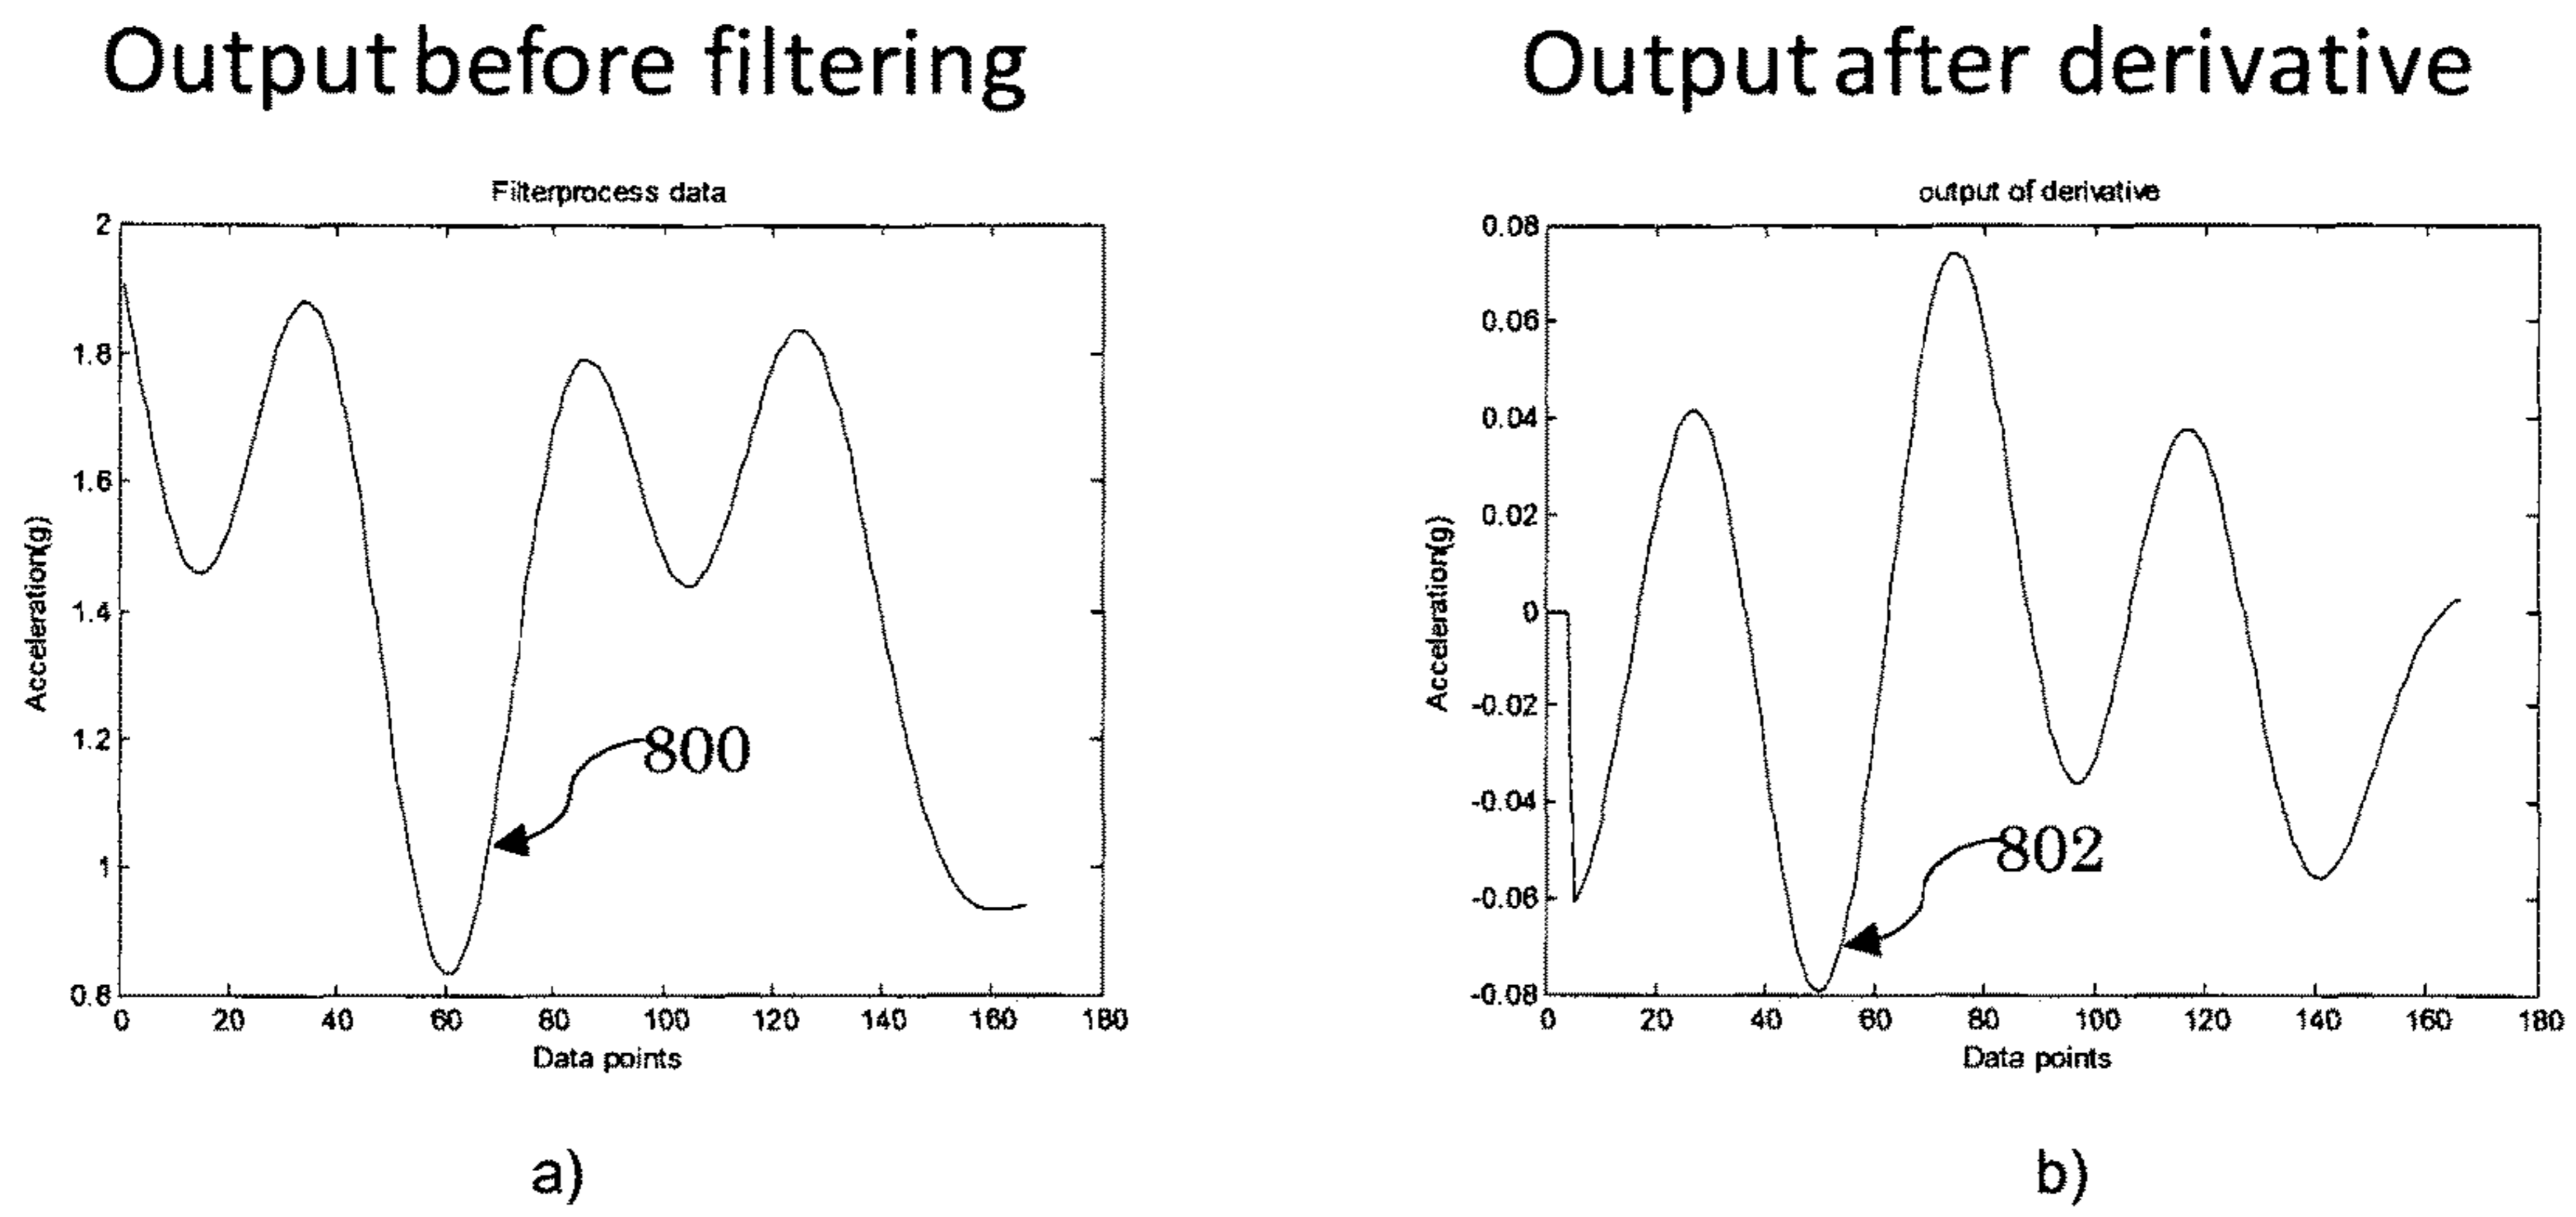 Output before filtering
Output after derivative
Filterprocess data
2
1.8
1.6
1.4
1.2
1
0.8
Acceleration(g)
800
0 20 40 60 80 100 120 140 160 180
Data points
a)
output of derivative
0.08
0.06
0.04
0.02
0
-0.02
-0.04
-0.06
-0.08
Acceleration(g)
802
0 20 40 60 80 100 120 140 160 180
Data points
b)